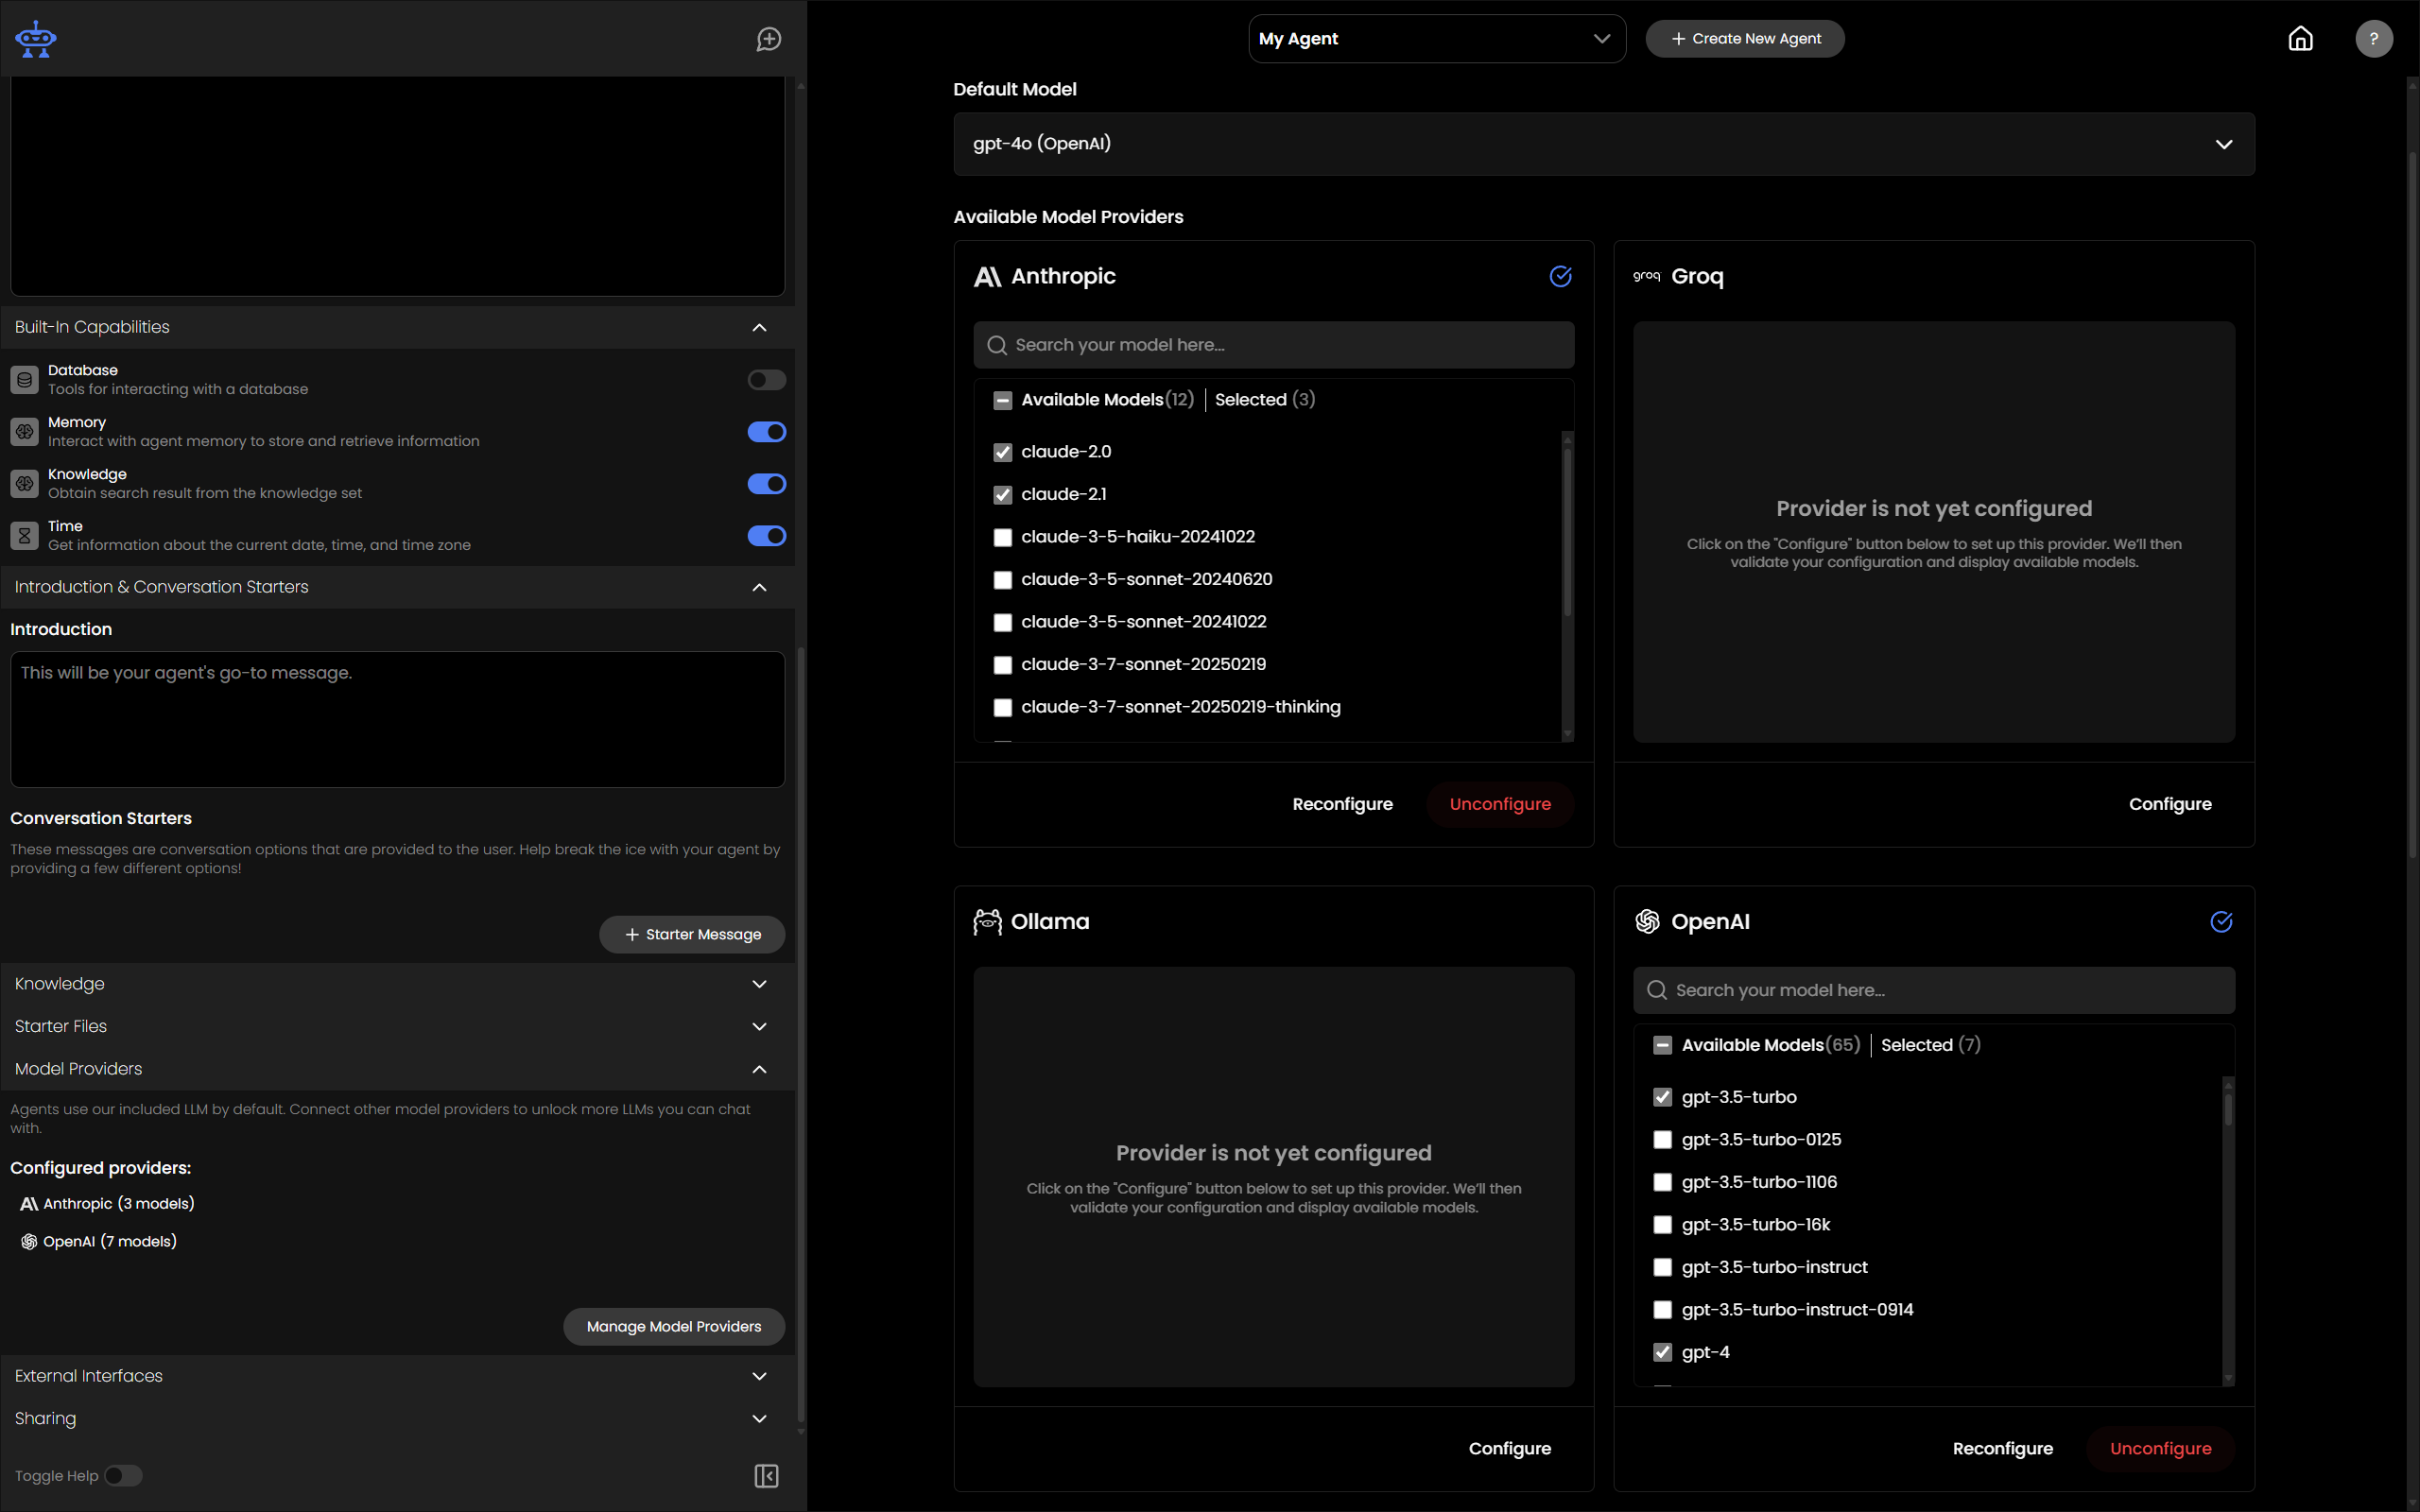 My Agent
+ Create New Agent
?
Built-In Capabilities
Database
Tools for interacting with a database
Memory
Interact with agent memory to store and retrieve information
Knowledge
Obtain search result from the knowledge set
Time
Get information about the current date, time, and time zone
Introduction & Conversation Starters
Introduction
This will be your agent's go-to message.
Conversation Starters
These messages are conversation options that are provided to the user. Help break the ice with your agent by
providing a few different options!
+ Starter Message
Knowledge
Starter Files
Model Providers
Agents use our included LLM by default. Connect other model providers to unlock more LLMs you can chat
with.
Configured providers:
Anthropic (3 models)
OpenAI (7 models)
Manage Model Providers
External Interfaces
Sharing
Toggle Help
Default Model
gpt-4o (OpenAI)
Available Model Providers
Anthropic
Search your model here...
Available Models(12) | Selected (3)
claude-2.0
claude-2.1
claude-3-5-haiku-20241022
claude-3-5-sonnet-20240620
claude-3-5-sonnet-20241022
claude-3-7-sonnet-20250219
claude-3-7-sonnet-20250219-thinking
Reconfigure
Unconfigure
groq Groq
Provider is not yet configured
Click on the "Configure" button below to set up this provider. We'll then
validate your configuration and display available models.
Configure
Ollama
Provider is not yet configured
Click on the "Configure" button below to set up this provider. We'll then
validate your configuration and display available models.
Configure
OpenAI
Search your model here...
Available Models(65) | Selected (7)
gpt-3.5-turbo
gpt-3.5-turbo-0125
gpt-3.5-turbo-1106
gpt-3.5-turbo-16k
gpt-3.5-turbo-instruct
gpt-3.5-turbo-instruct-0914
gpt-4
Reconfigure
Unconfigure